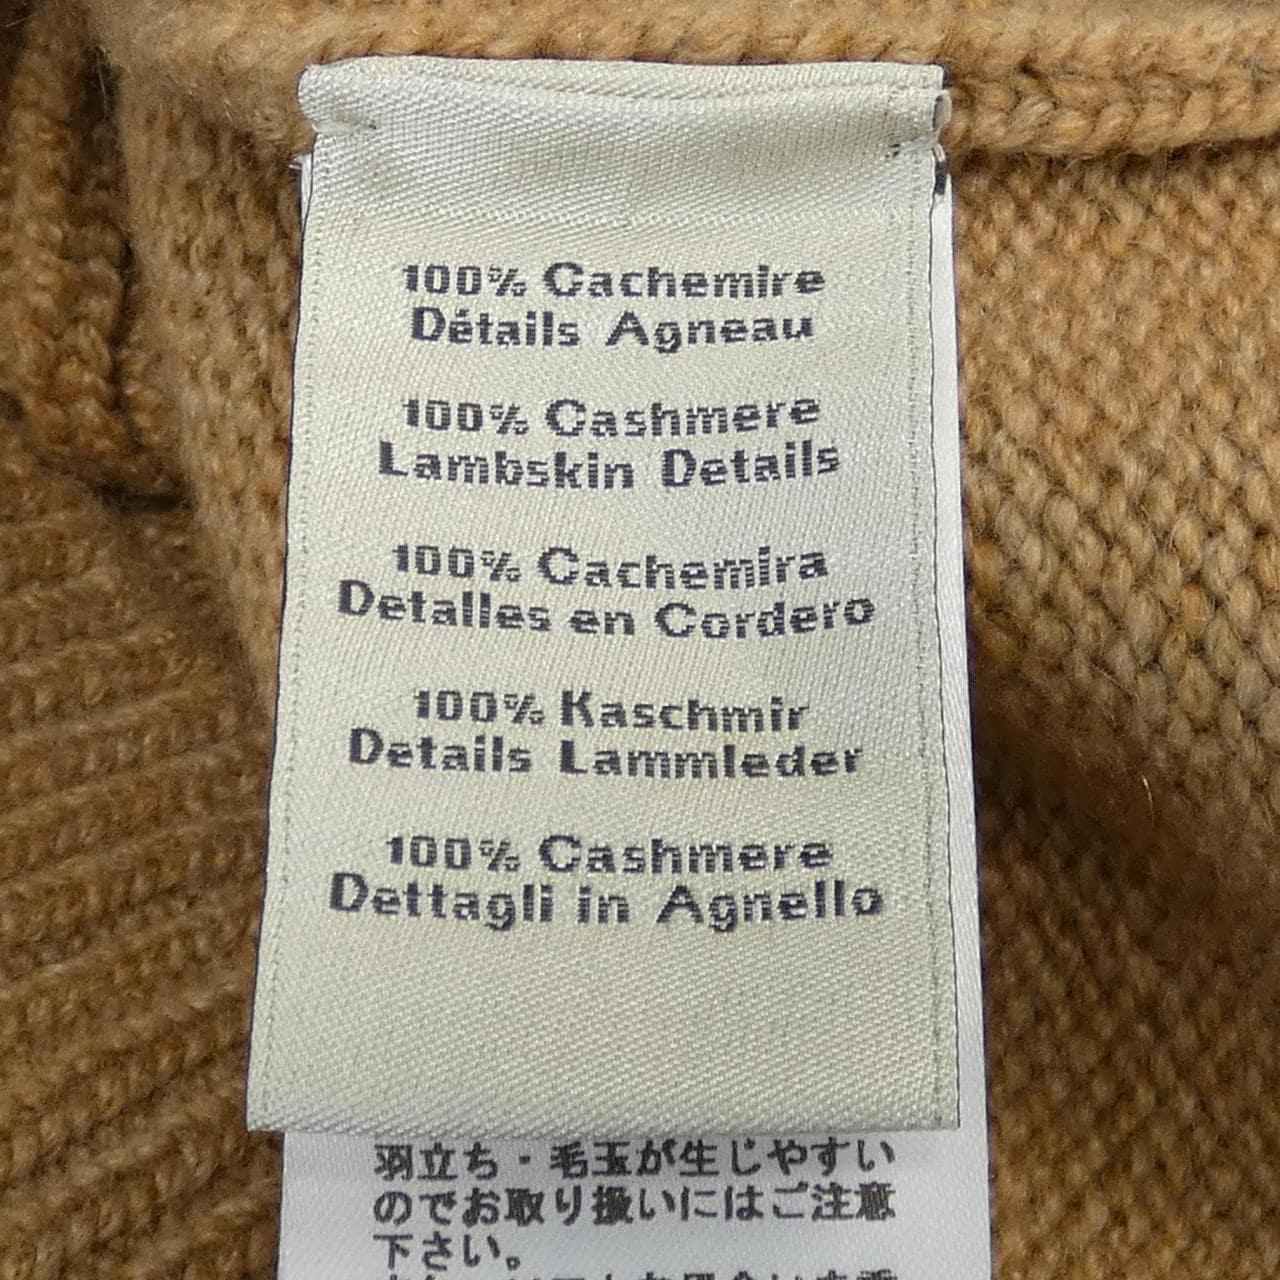 100% Cachemire
Détails Agneau
100% Cashmere
Lambskin Details
100% Cachemira
Detalles en Cordero
100% Kaschmir
Details Lammleder
100% Cashmere
Dettagli in Agnello
羽立ち・毛玉が生じやすい
のでお取り扱いにはご注意
下さい。